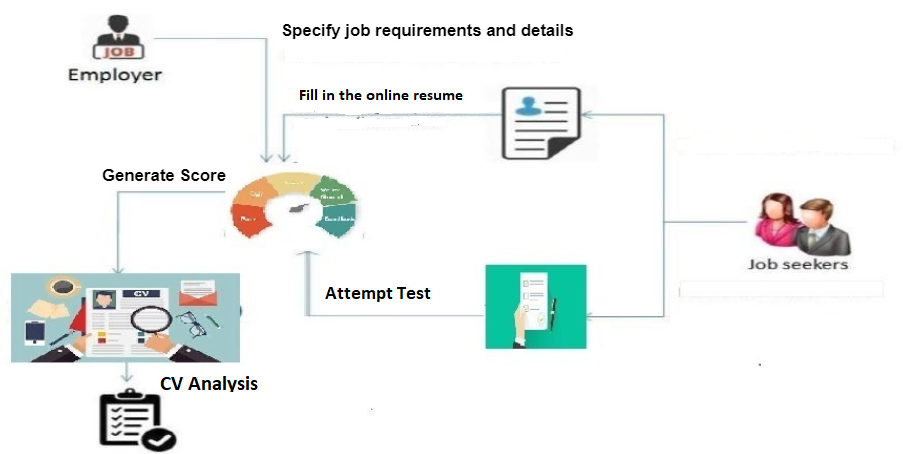 Specify job requirements and details
JOB
Employer
Fill in the online resume
Generate Score
Job seekers
CV
Attempt Test
CV Analysis